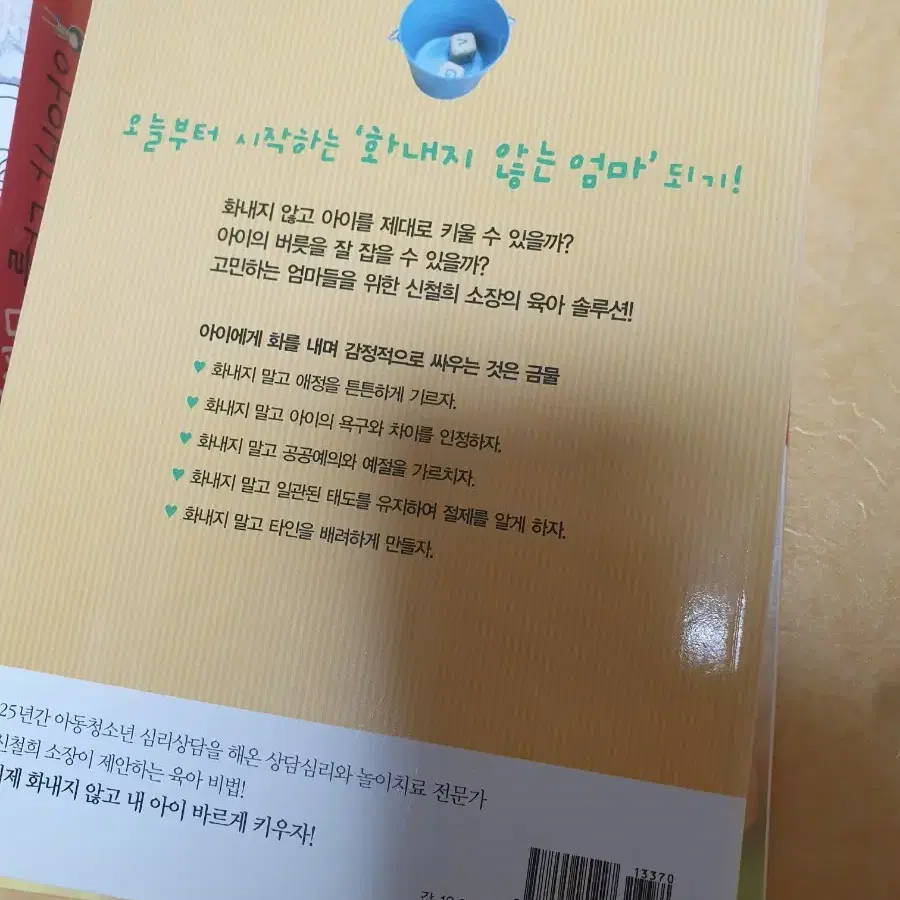 오늘부터 시작하는 '화내지 않는 엄마' 되기!
화내지 않고 아이를 제대로 키울 수 있을까?
아이의 버릇을 잘 잡을 수 있을까?
고민하는 엄마들을 위한 신철희 소장의 육아 솔루션!
아이에게 화를 내며 감정적으로 싸우는 것은 금물
♥ 화내지 말고 애정을 튼튼하게 기르자.
♥ 화내지 말고 아이의 욕구와 차이를 인정하자.
♥ 화내지 말고 공공예의와 예절을 가르치자.
♥ 화내지 말고 일관된 태도를 유지하여 절제를 알게 하자.
♥ 화내지 말고 타인을 배려하게 만들자.
25년간 아동청소년 심리상담을 해온 상담심리와 놀이치료 전문가
신철희 소장이 제안하는 육아 비법!
화내지 않고 내 아이 바르게 키우자!
13370